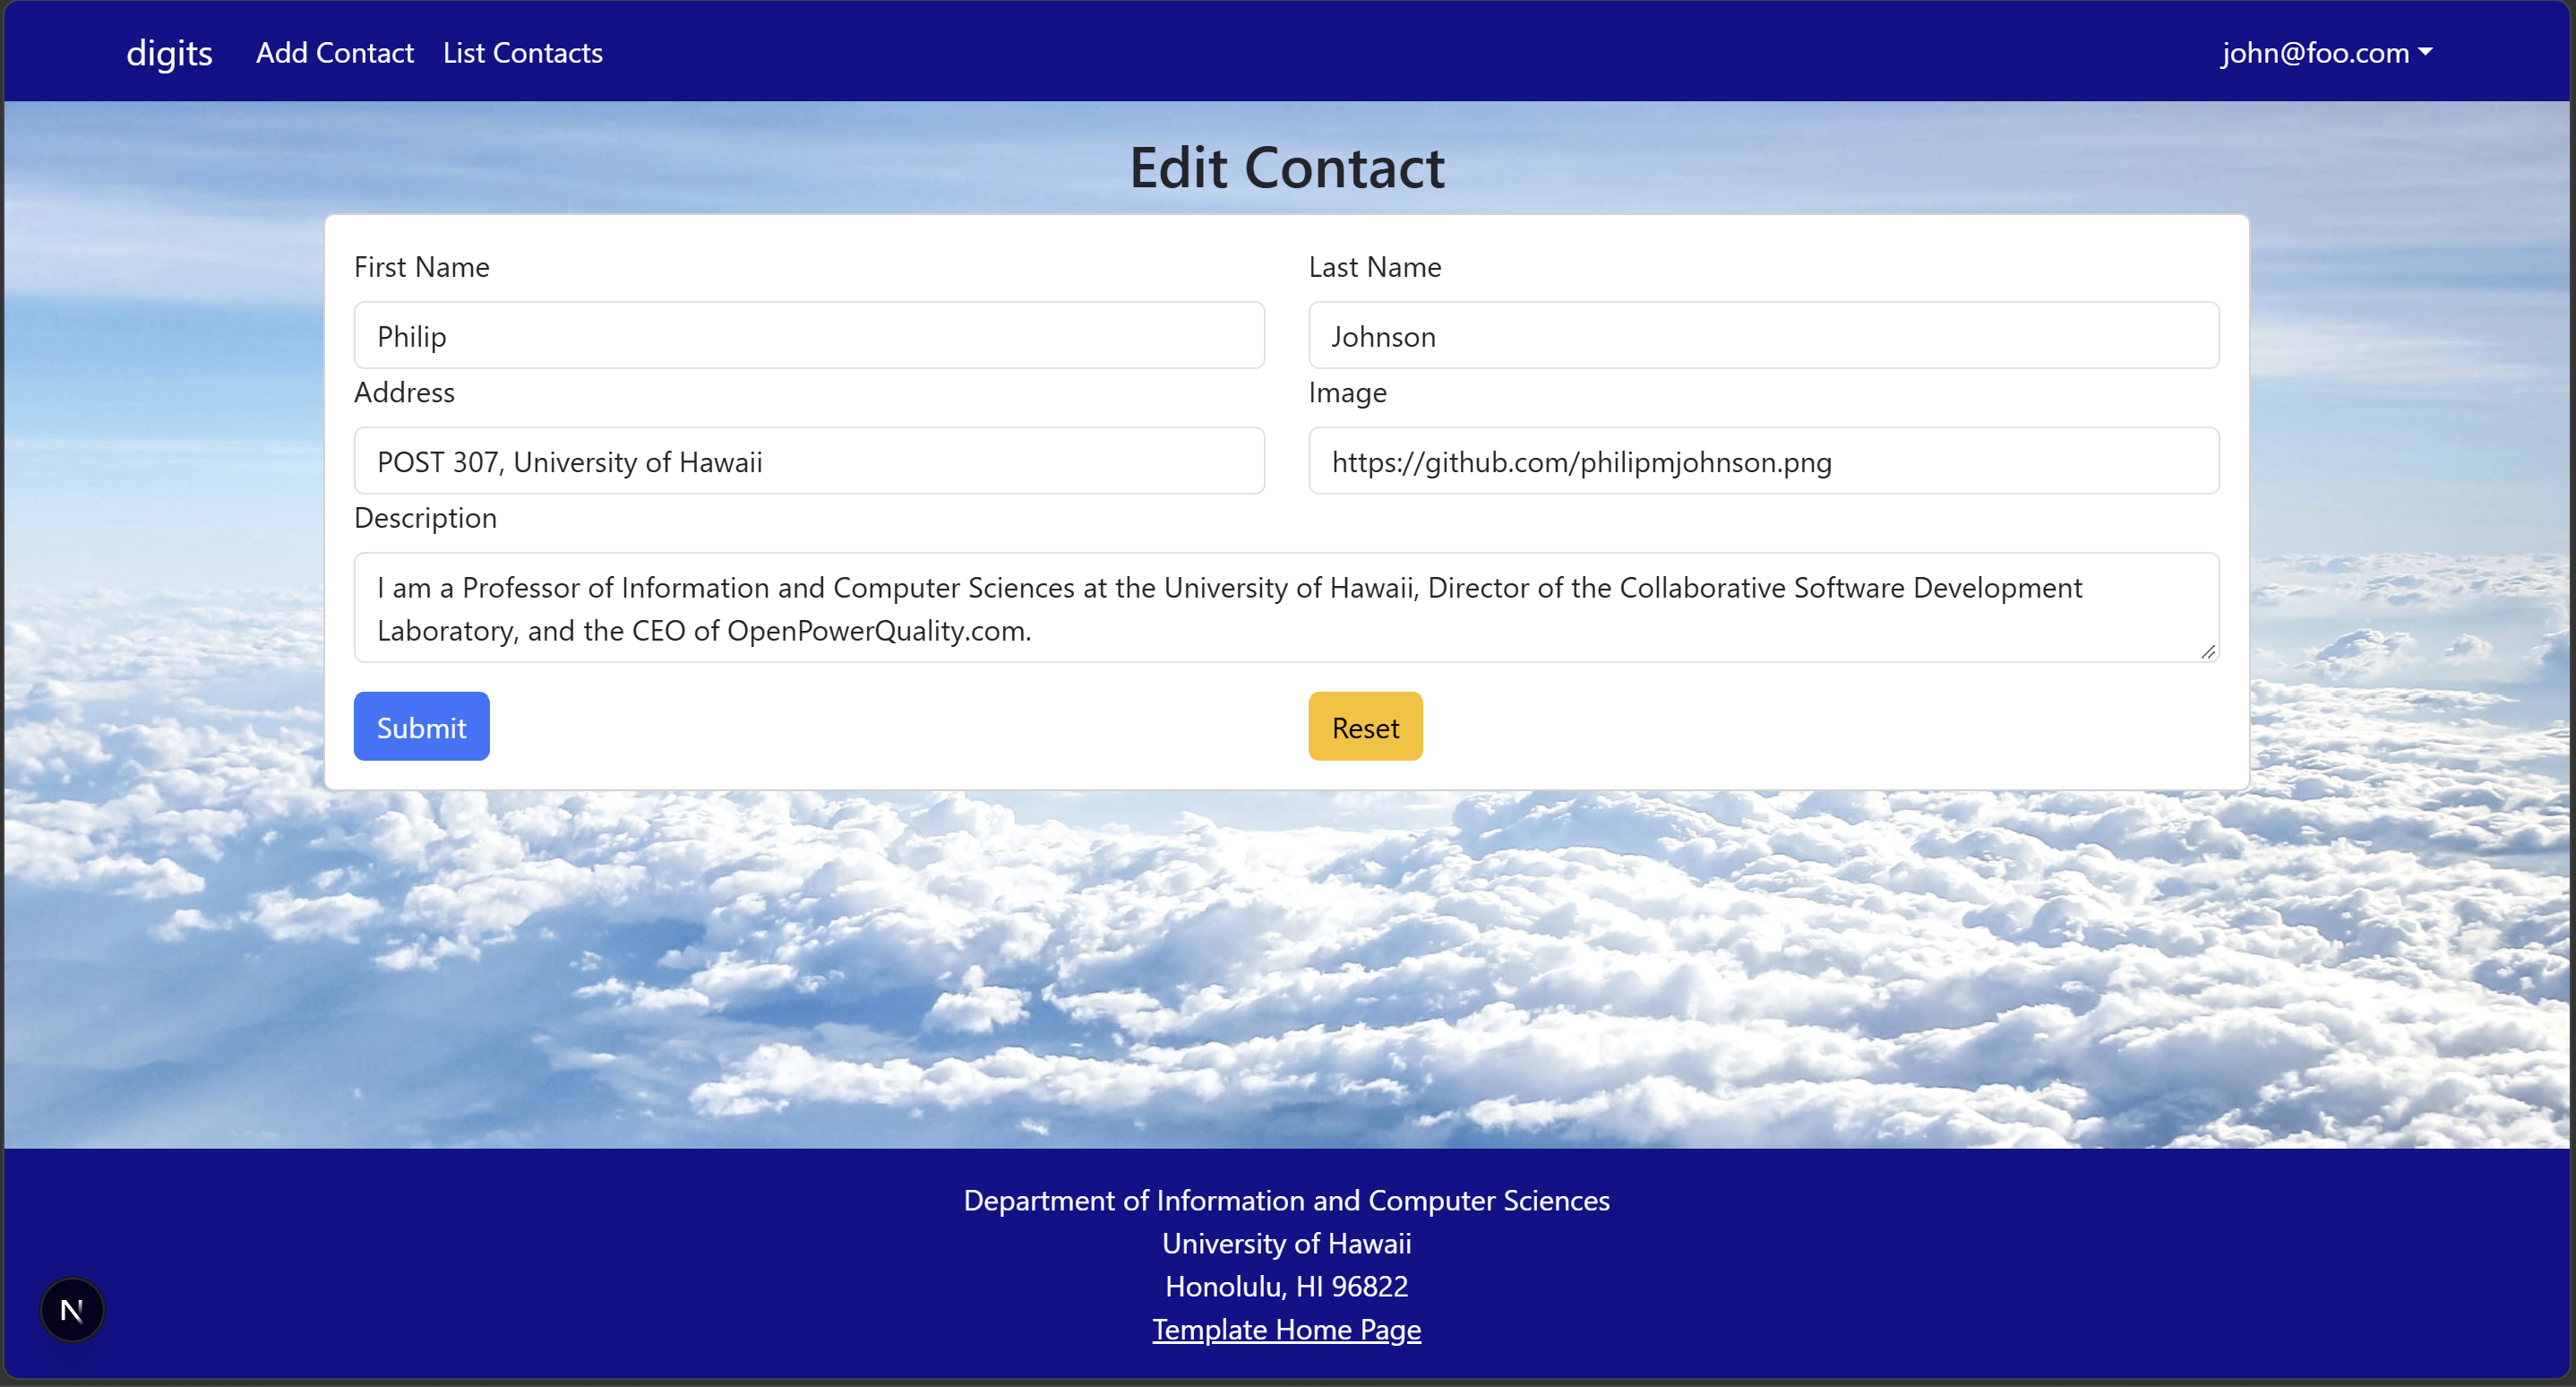 digits Add Contact List Contacts john@foo.com
Edit Contact
First Name Last Name
Philip Johnson
Address Image
POST 307, University of Hawaii https://github.com/philipmjohnson.png
Description
I am a Professor of Information and Computer Sciences at the University of Hawaii, Director of the Collaborative Software Development
Laboratory, and the CEO of OpenPowerQuality.com.
Submit Reset
Department of Information and Computer Sciences
University of Hawaii
Honolulu, HI 96822
Template Home Page
N